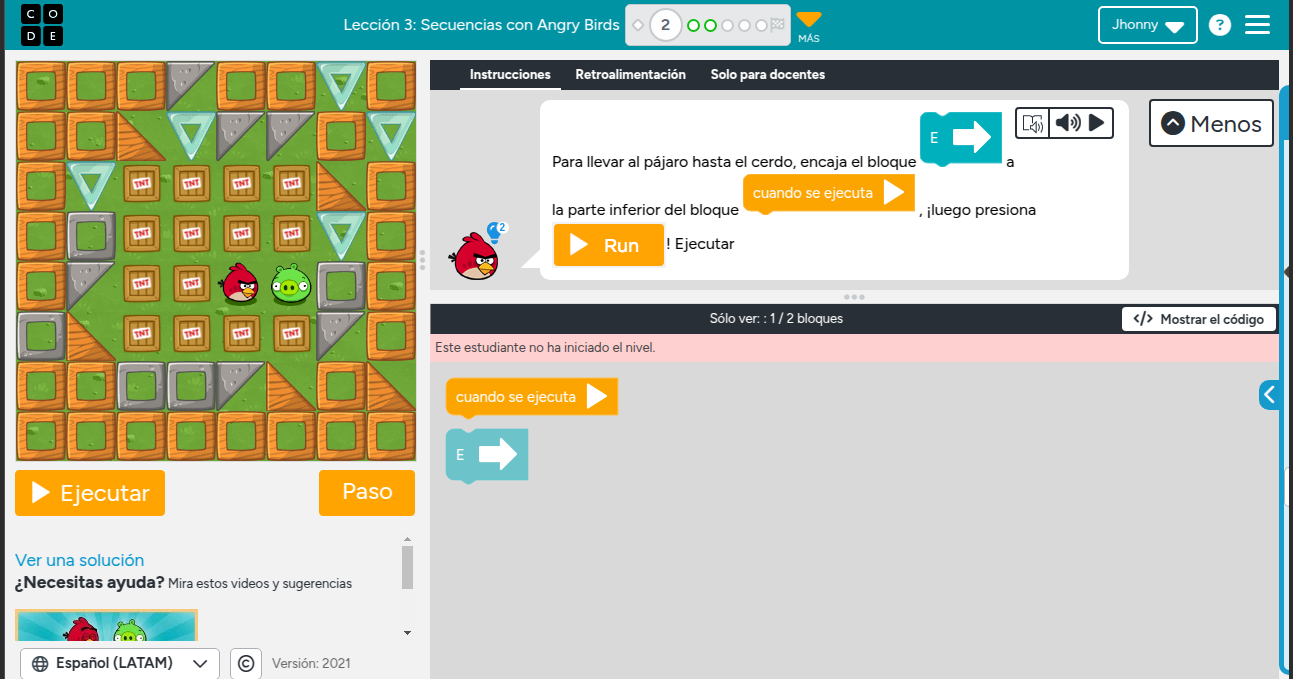 C O
D E
Lección 3: Secuencias con Angry Birds
2
MÁS
Jhonny
?
Instrucciones
Retroalimentación
Solo para docentes
Para llevar al pájaro hasta el cerdo, encaja el bloque E a
la parte inferior del bloque cuando se ejecuta , ¡luego presiona
Run ! Ejecutar
2
Menos
TNT TNT TNT TNT
TNT TNT TNT TNT
TNT TNT
TNT TNT TNT TNT
Sólo ver: : 1 / 2 bloques
</> Mostrar el código
Este estudiante no ha iniciado el nivel.
cuando se ejecuta
E
Ejecutar
Paso
Ver una solución
¿Necesitas ayuda? Mira estos videos y sugerencias
Español (LATAM)
©
Versión: 2021